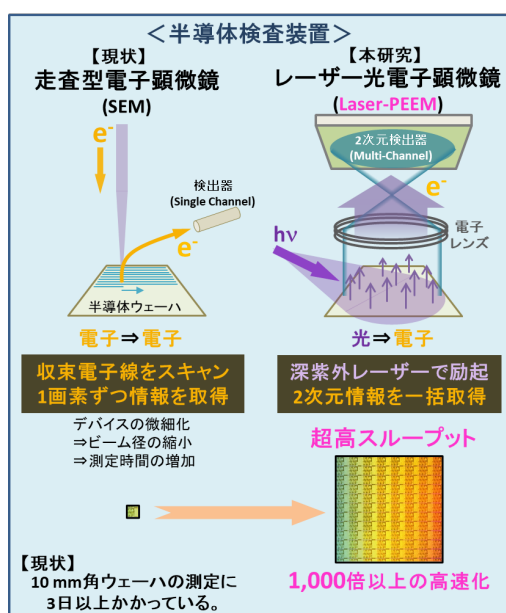 ＜半導体検査装置＞
【現状】
走査型電子顕微鏡
(SEM)
e-
検出器
(Single Channel)
e-
半導体ウェーハ
電子⇒電子
収束電子線をスキャン
1画素ずつ情報を取得
デバイスの微細化
⇒ビーム径の縮小
⇒測定時間の増加
【本研究】
レーザー光電子顕微鏡
(Laser-PEEM)
2次元検出器
(Multi-Channel)
e-
電子
レンズ
hν
光⇒電子
深紫外レーザーで励起
2次元情報を一括取得
超高スループット
【現状】
10 mm角ウェーハの測定に
3日以上かかっている。
1,000倍以上の高速化